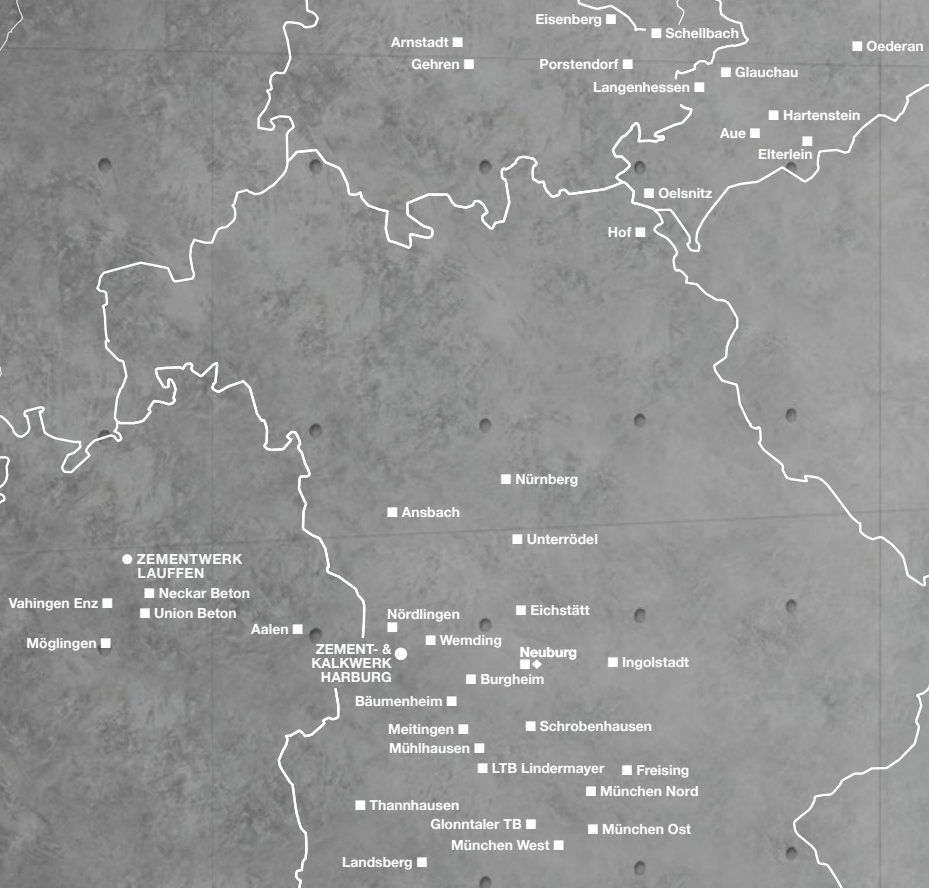 Eisenberg
Schellbach
Arnstadt
Oederan
Gehren
Porstendorf
Glauchau
Langenhessen
Hartenstein
Aue
Elterlein
Oelsnitz
Hof
Nürnberg
Ansbach
Unterrödel
ZEMENTWERK
LAUFFEN
Neckar Beton
Vahingen Enz
Union Beton
Eichstätt
Nördlingen
Aalen
Möglingen
Wemding
ZEMENT- &
KALKWERK
HARBURG
Neuburg
Ingolstadt
Burgheim
Bäumenheim
Meitingen
Schrobenhausen
Mühlhausen
LTB Lindermayer
Freising
München Nord
Thannhausen
Glonntaler TB
München Ost
München West
Landsberg